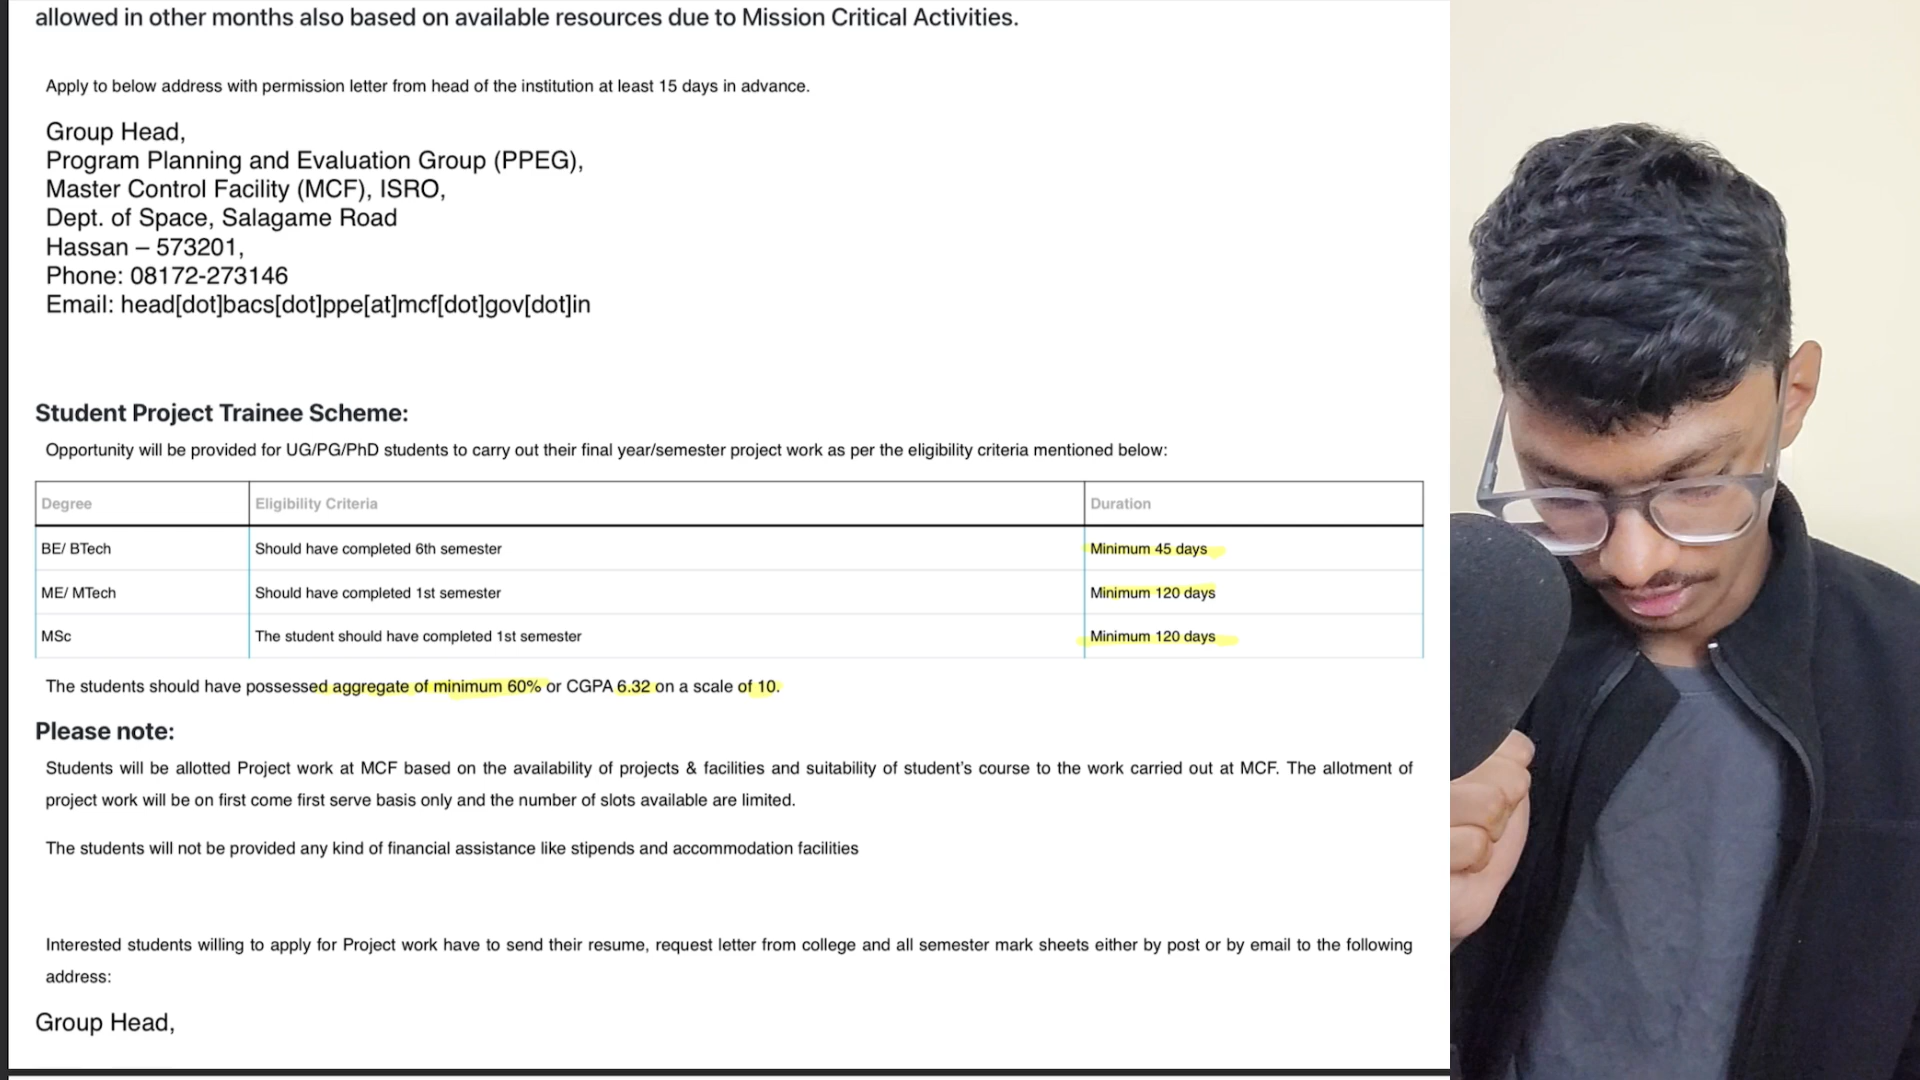 allowed in other months also based on available resources due to Mission Critical Activities.
Apply to below address with permission letter from head of the institution at least 15 days in advance.
Group Head,
Program Planning and Evaluation Group (PPEG),
Master Control Facility (MCF), ISRO,
Dept. of Space, Salagame Road
Hassan – 573201,
Phone: 08172-273146
Email: head[dot]bacs[dot]ppe[at]mcf[dot]gov[dot]in
Student Project Trainee Scheme:
Opportunity will be provided for UG/PG/PhD students to carry out their final year/semester project work as per the eligibility criteria mentioned below:
Degree Eligibility Criteria Duration
BE/ BTech Should have completed 6th semester Minimum 45 days
ME/ MTech Should have completed 1st semester Minimum 120 days
MSc The student should have completed 1st semester Minimum 120 days
The students should have possessed aggregate of minimum 60% or CGPA 6.32 on a scale of 10.
Please note:
Students will be allotted Project work at MCF based on the availability of projects & facilities and suitability of student's course to the work carried out at MCF. The allotment of
project work will be on first come first serve basis only and the number of slots available are limited.
The students will not be provided any kind of financial assistance like stipends and accommodation facilities
Interested students willing to apply for Project work have to send their resume, request letter from college and all semester mark sheets either by post or by email to the following
address:
Group Head,